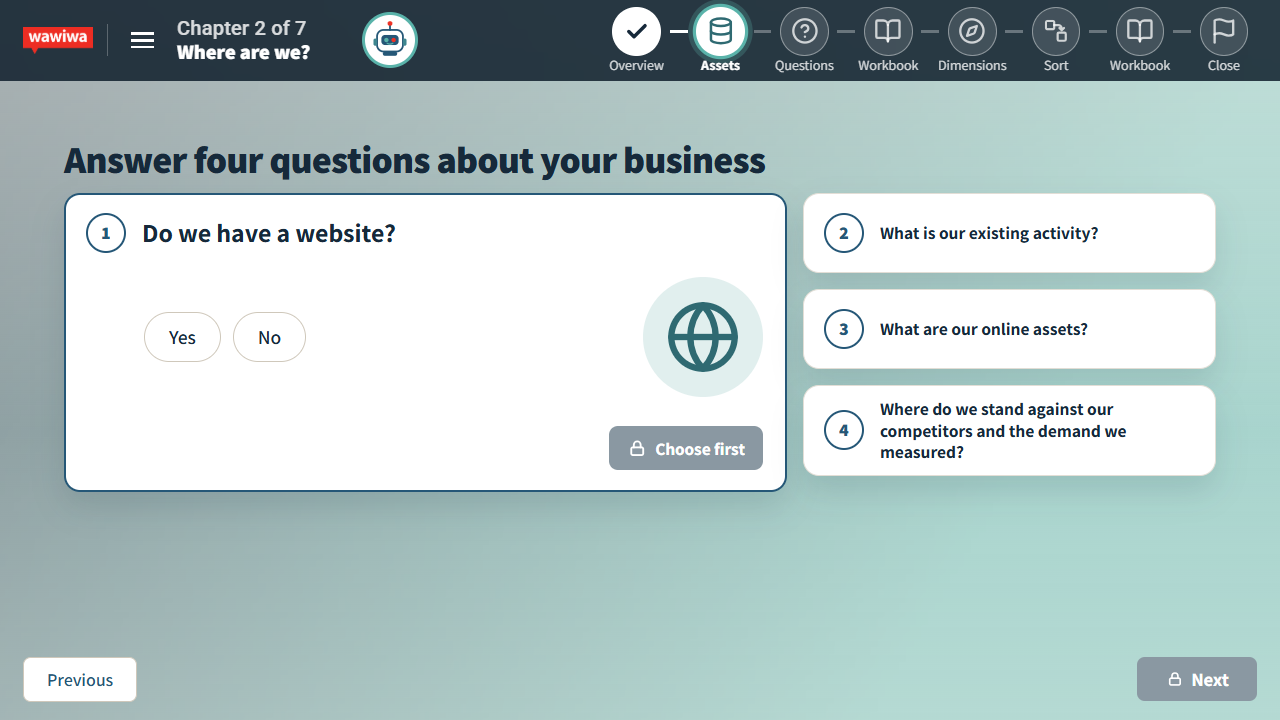 wawiwa
Chapter 2 of 7
Where are we?
Overview
Assets
Questions
Workbook
Dimensions
Sort
Workbook
Close
Answer four questions about your business
1
Do we have a website?
Yes
No
Choose first
2
What is our existing activity?
3
What are our online assets?
4
Where do we stand against our
competitors and the demand we
measured?
Previous
Next